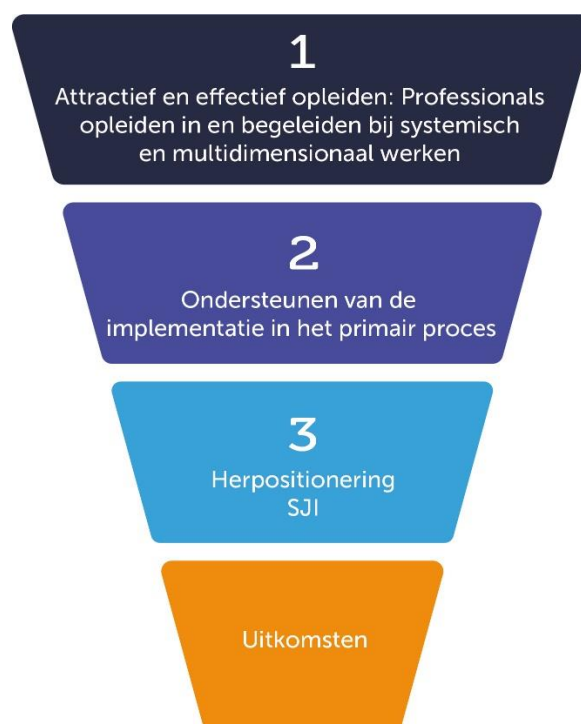 1
Attractief en effectief opleiden: Professionals
opleiden in en begeleiden bij systemisch
en multidimensionaal werken
2
Ondersteunen van de
implementatie in het primair proces
3
Herpositionering
SJI
Uitkomsten